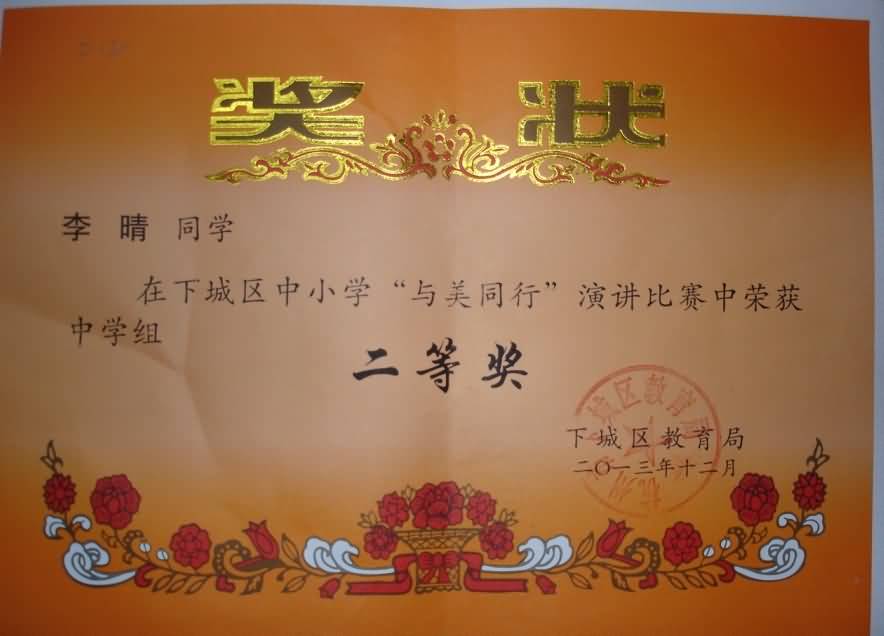 奖状
李晴 同学
在下城区中小学“与美同行”演讲比赛中荣获
中学组
二等奖
下城区教育局
二〇一三年十二月